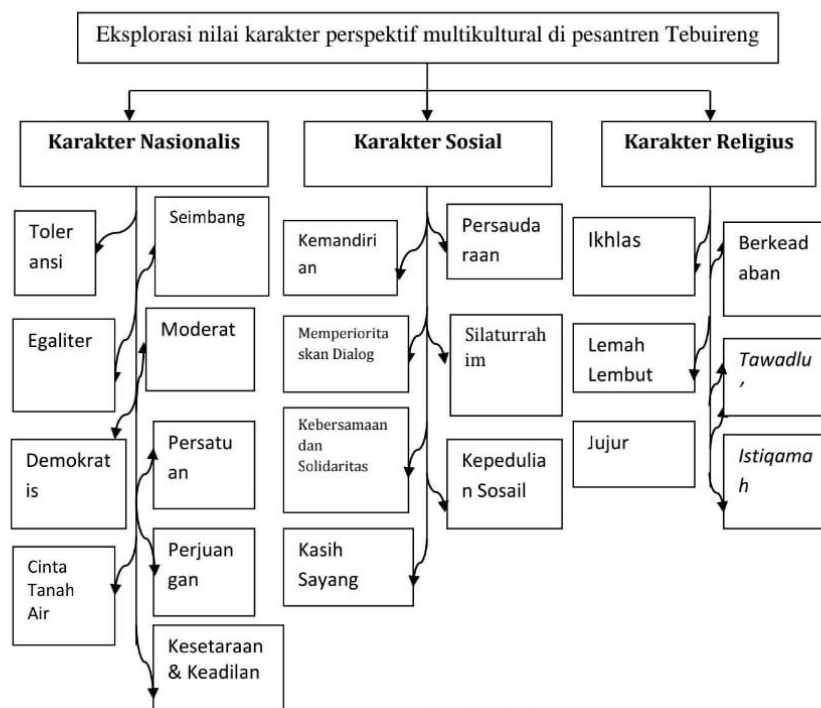 Eksplorasi nilai karakter perspektif multikultural di pesantren Tebuireng
Karakter Nasionalis
Karakter Sosial
Karakter Religius
Toler
ansi
Seimbang
Egaliter
Moderat
Demokrat
is
Persatu
an
Cinta
Tanah
Air
Perjuan
gan
Kesetaraan
& Keadilan
Kemandiri
an
Persauda
raan
Memperiorita
skan Dialog
Silaturrah
im
Kebersamaan
dan
Solidaritas
Kepedulia
n Sosail
Kasih
Sayang
Ikhlas
Berkead
aban
Lemah
Lembut
Tawadlu
’
Jujur
Istiqama
h